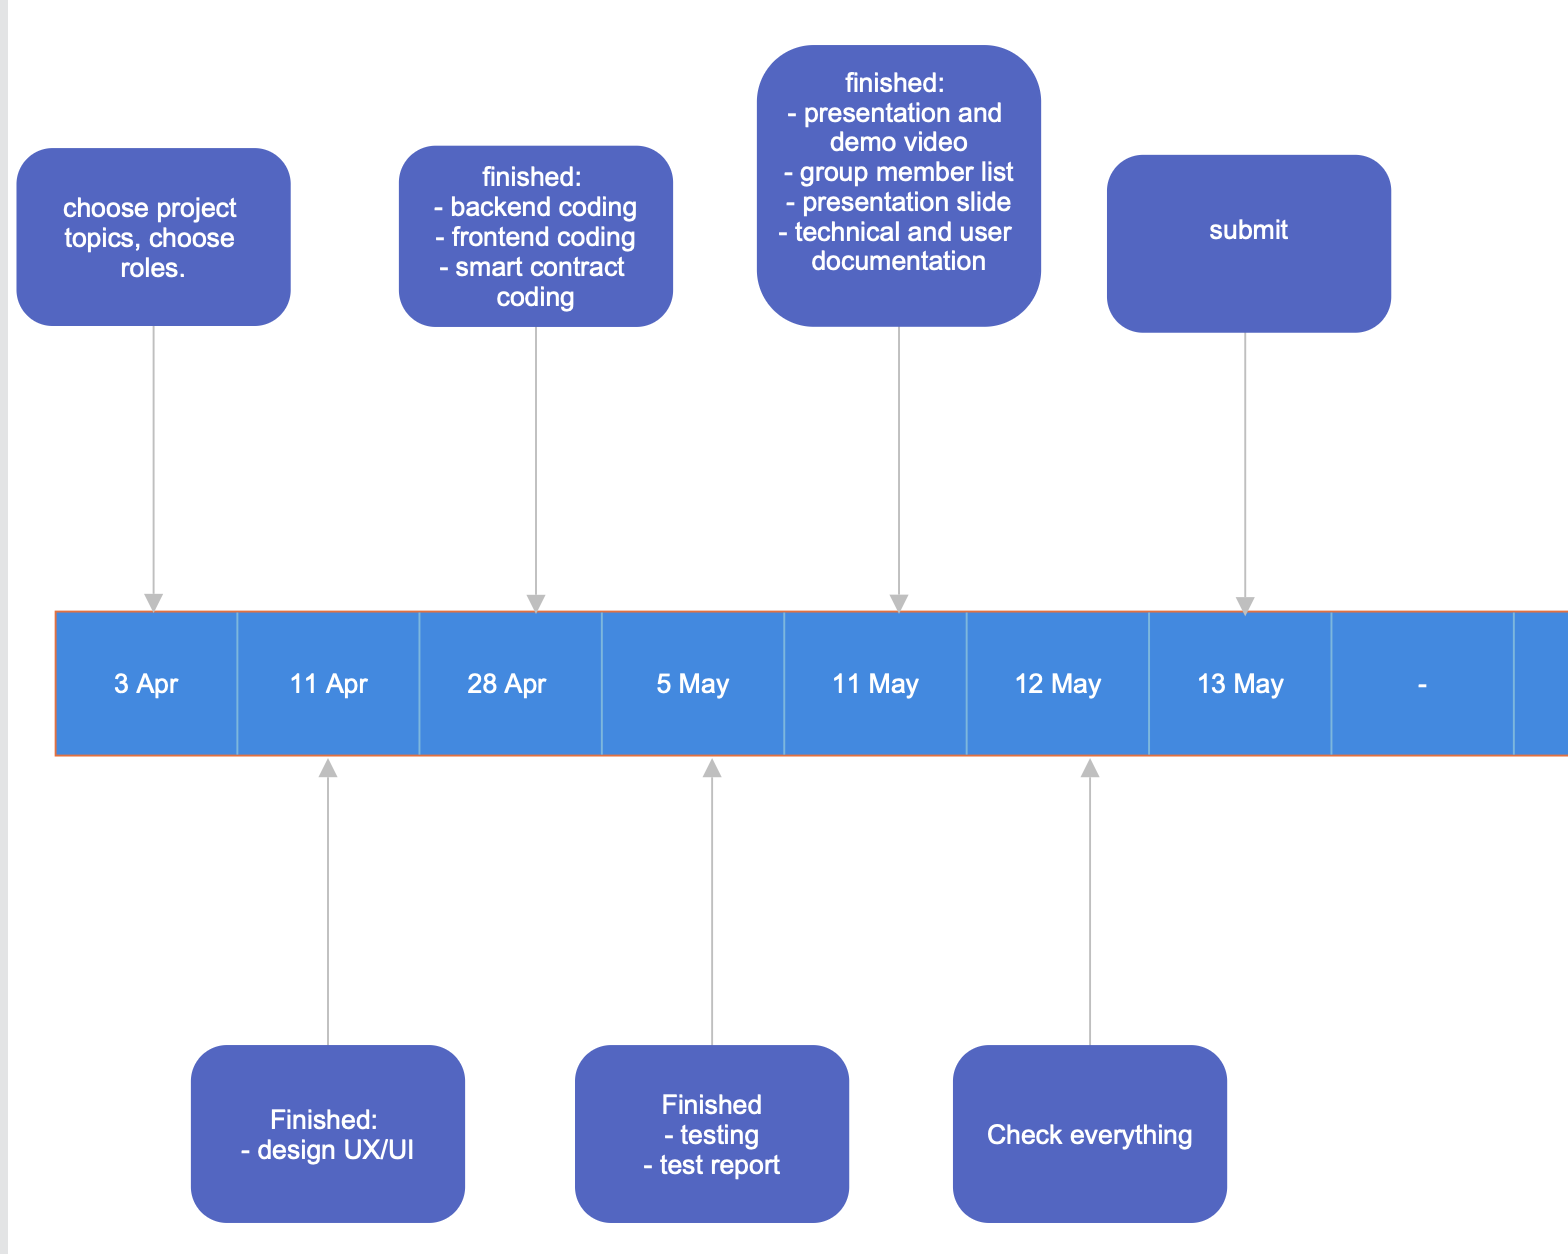 choose project
topics, choose
roles.
finished:
- backend coding
- frontend coding
- smart contract
coding
finished:
- presentation and
demo video
- group member list
- presentation slide
- technical and user
documentation
submit
3 Apr
11 Apr
28 Apr
5 May
11 May
12 May
13 May
-
Finished:
- design UX/UI
Finished
- testing
- test report
Check everything